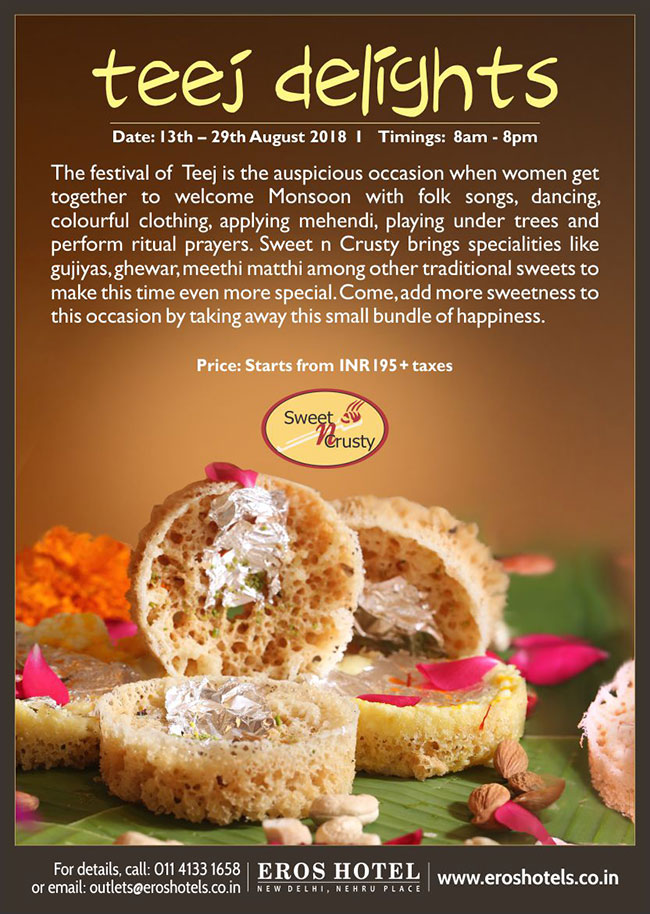 teej delights
Date: 13th – 29th August 2018 I Timings: 8am - 8pm
The festival of Teej is the auspicious occasion when women get
together to welcome Monsoon with folk songs, dancing,
colourful clothing, applying mehendi, playing under trees and
perform ritual prayers. Sweet n Crusty brings specialities like
gujiyas, ghewar, meethi matthi among other traditional sweets to
make this time even more special. Come, add more sweetness to
this occasion by taking away this small bundle of happiness.
Price: Starts from INR195+ taxes
Sweet
n Crusty
For details, call: 011 4133 1658
or email: outlets@eroshotels.co.in
EROS HOTEL
NEW DELHI, NEHRU PLACE
www.eroshotels.co.in